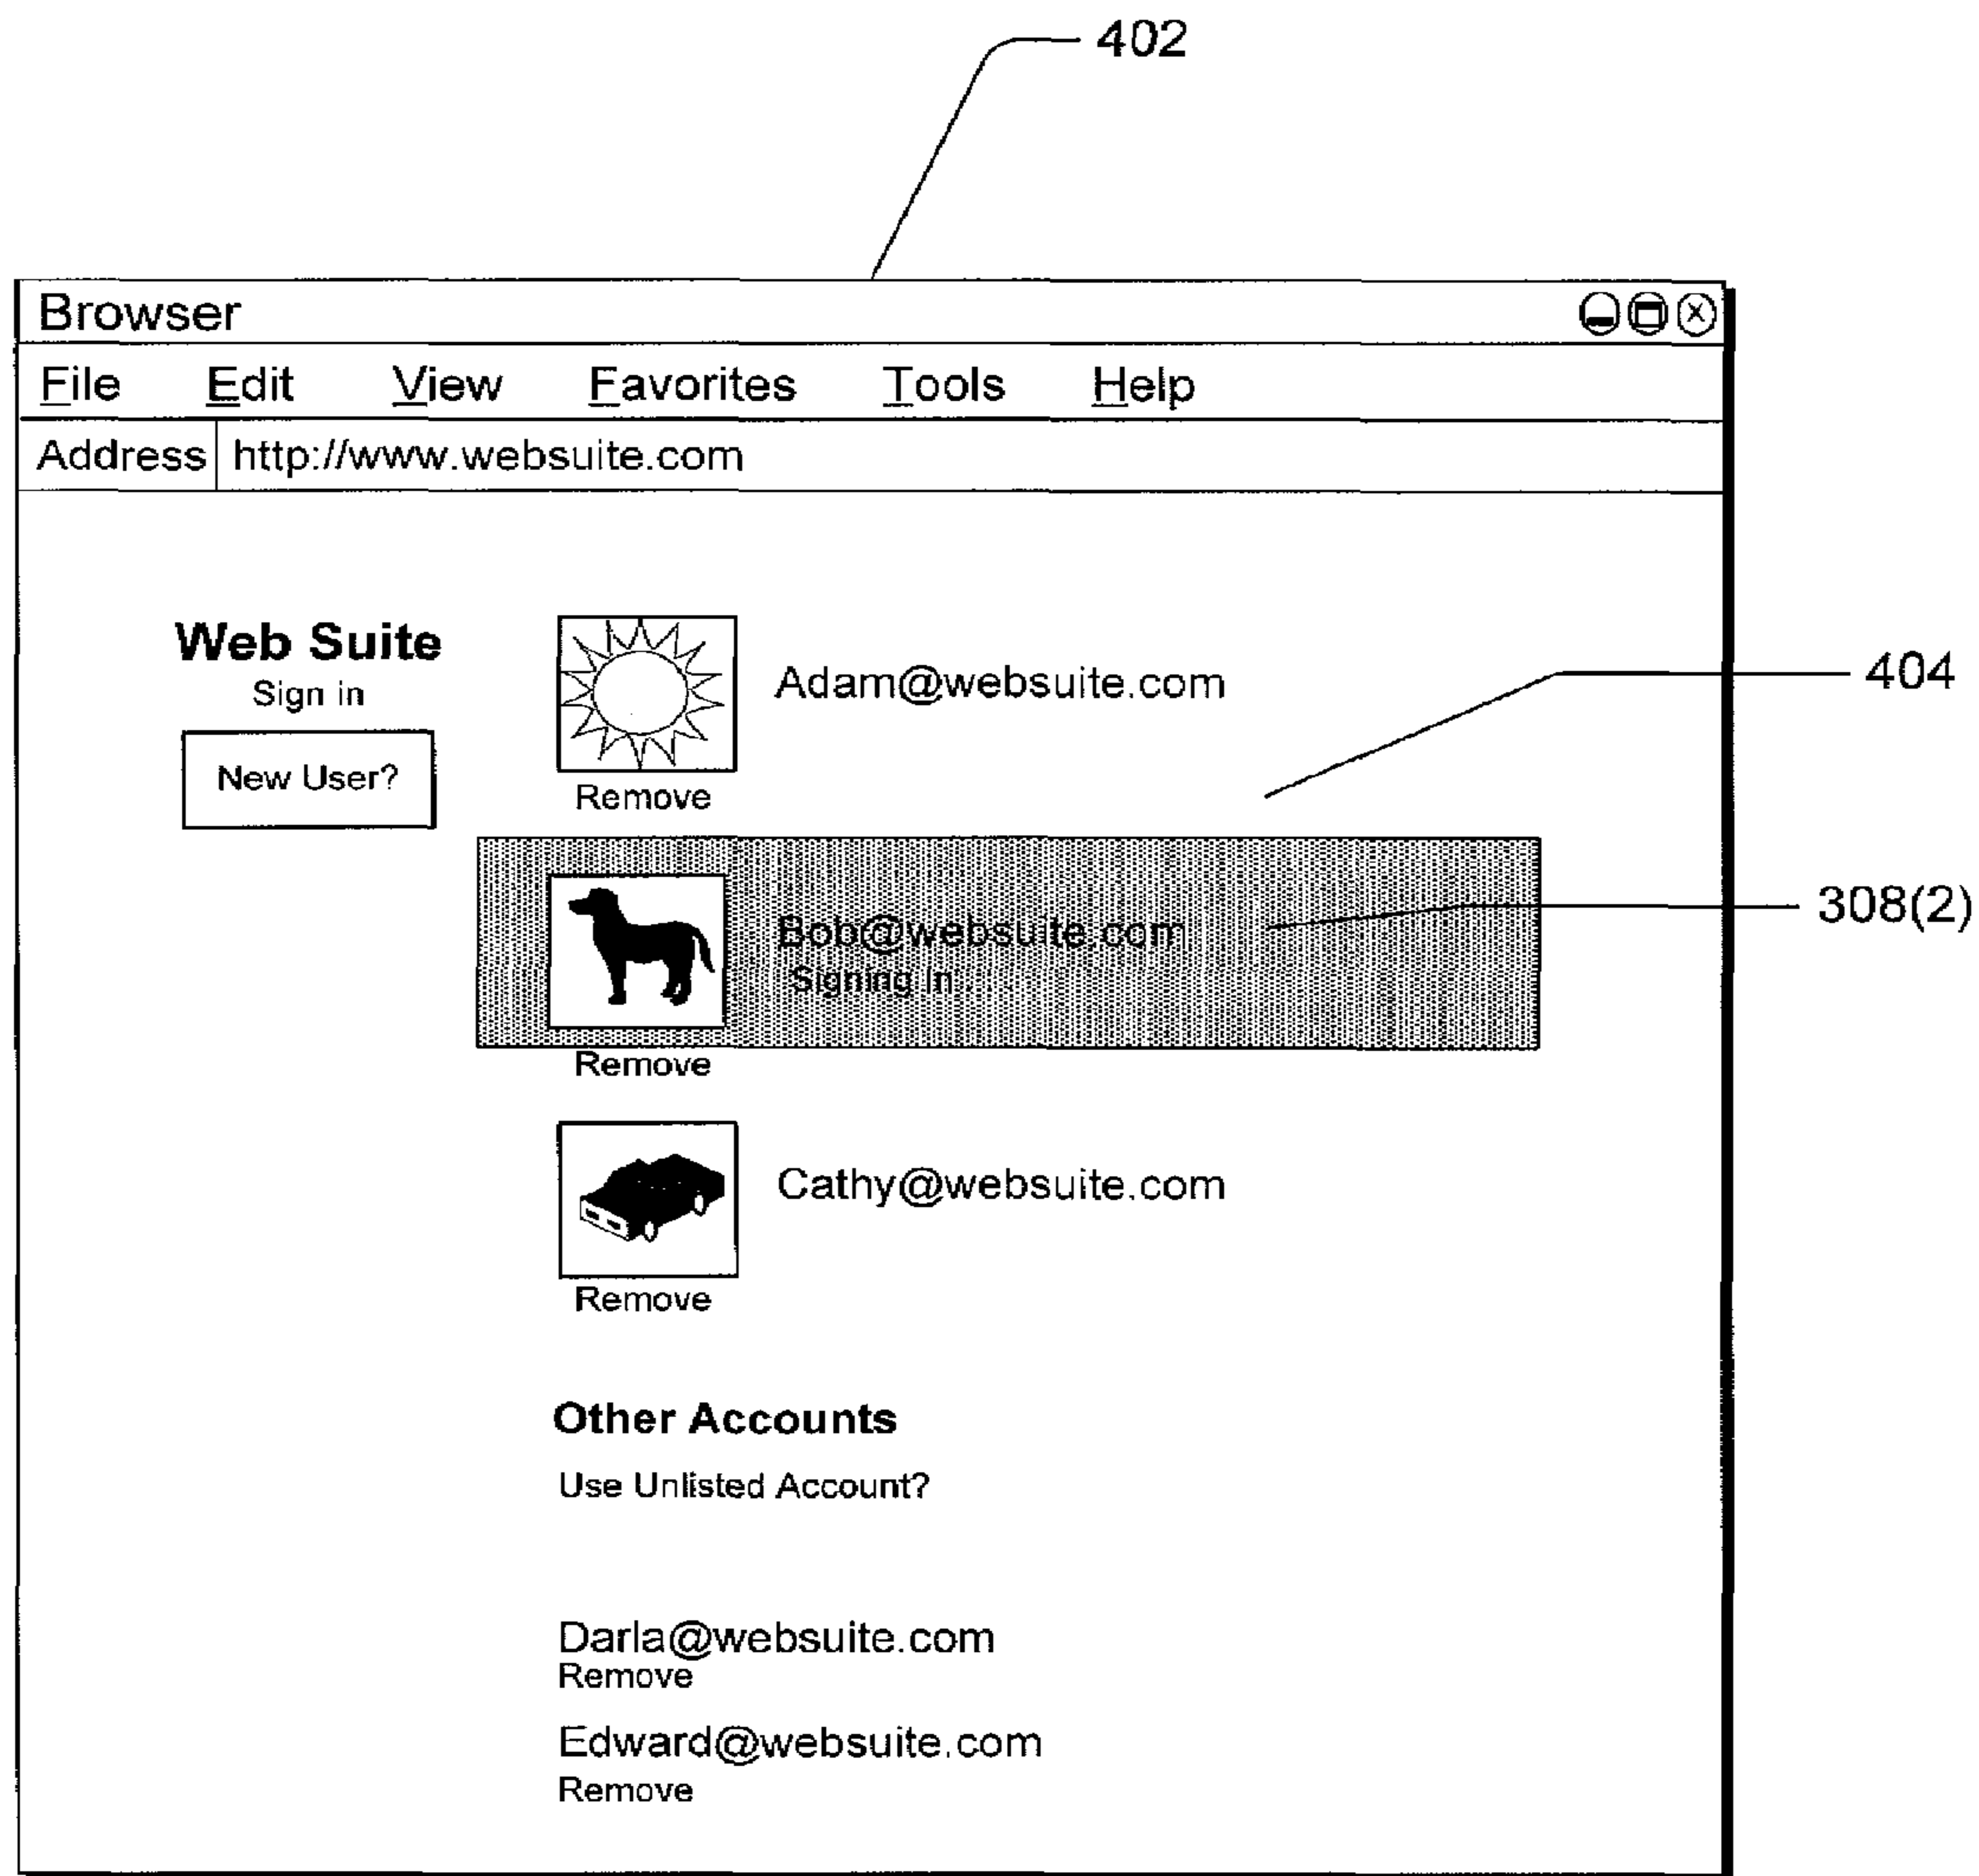 402
Browser
File Edit View Favorites Tools Help
Address http://www.websuite.com
Web Suite
Sign in
New User?
Adam@websuite.com
Remove
404
Bob@websuite.com
Signing In . . .
308(2)
Remove
Cathy@websuite.com
Remove
Other Accounts
Use Unlisted Account?
Darla@websuite.com
Remove
Edward@websuite.com
Remove